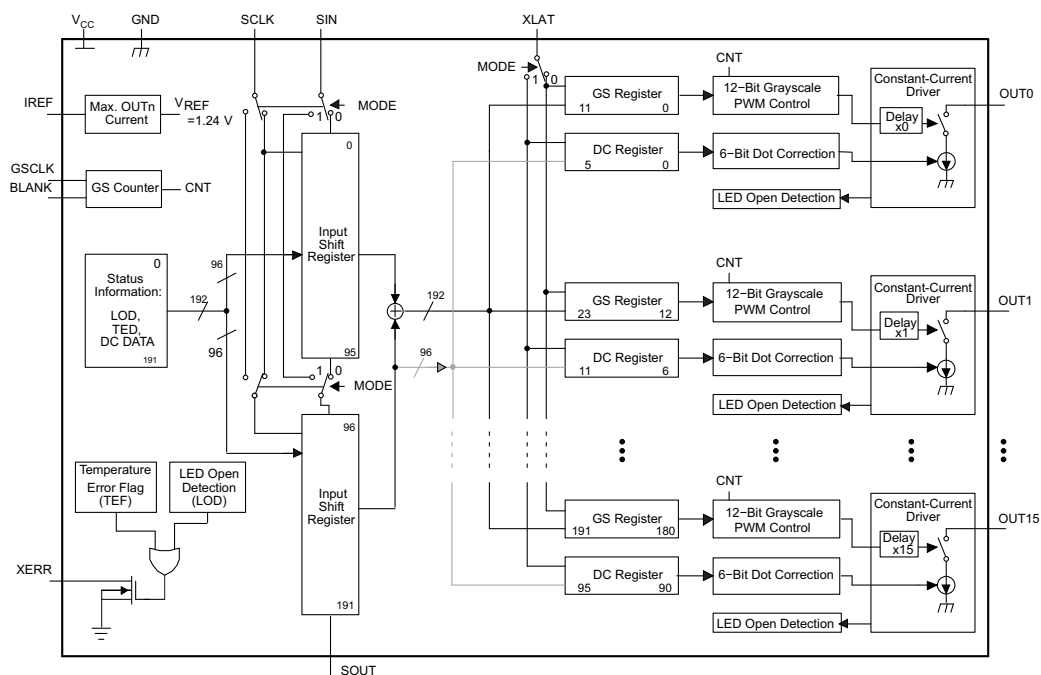 VCC
GND
SCLK
SIN
XLAT
MODE
1 0
CNT
IREF
Max. OUTn
Current
VREF
=1.24 V
MODE
1 0
GS Register
11 0
12−Bit Grayscale
PWM Control
Constant-Current
Driver
Delay
x0
OUT0
0
DC Register
5 0
6−Bit Dot Correction
LED Open Detection
GSCLK
BLANK
GS Counter
CNT
0
Status
Information:
LOD,
TED,
DC DATA
191
192
96
96
Input
Shift
Register
95
192
96
CNT
GS Register
23 12
12−Bit Grayscale
PWM Control
Constant-Current
Driver
Delay
x1
OUT1
DC Register
11 6
6−Bit Dot Correction
LED Open Detection
1 0
MODE
96
Input
Shift
Register
191
Temperature
Error Flag
(TEF)
LED Open
Detection
(LOD)
XERR
CNT
GS Register
191 180
12−Bit Grayscale
PWM Control
Constant-Current
Driver
Delay
x15
OUT15
DC Register
95 90
6−Bit Dot Correction
LED Open Detection
SOUT